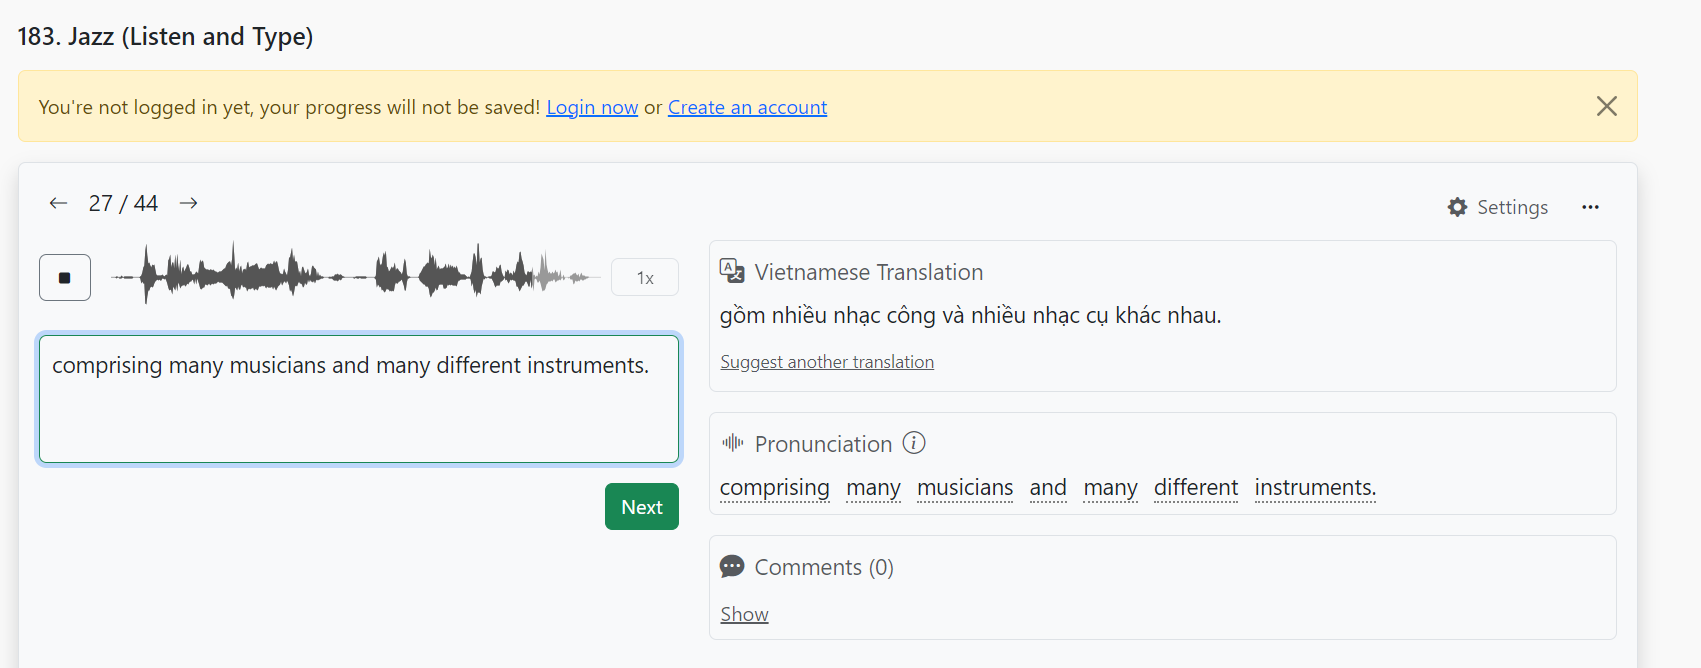 183. Jazz (Listen and Type)
You're not logged in yet, your progress will not be saved! Login now or Create an account
27 / 44
Settings
1x
comprising many musicians and many different instruments.
Next
Vietnamese Translation
gồm nhiều nhạc công và nhiều nhạc cụ khác nhau.
Suggest another translation
Pronunciation
comprising many musicians and many different instruments.
Comments (0)
Show